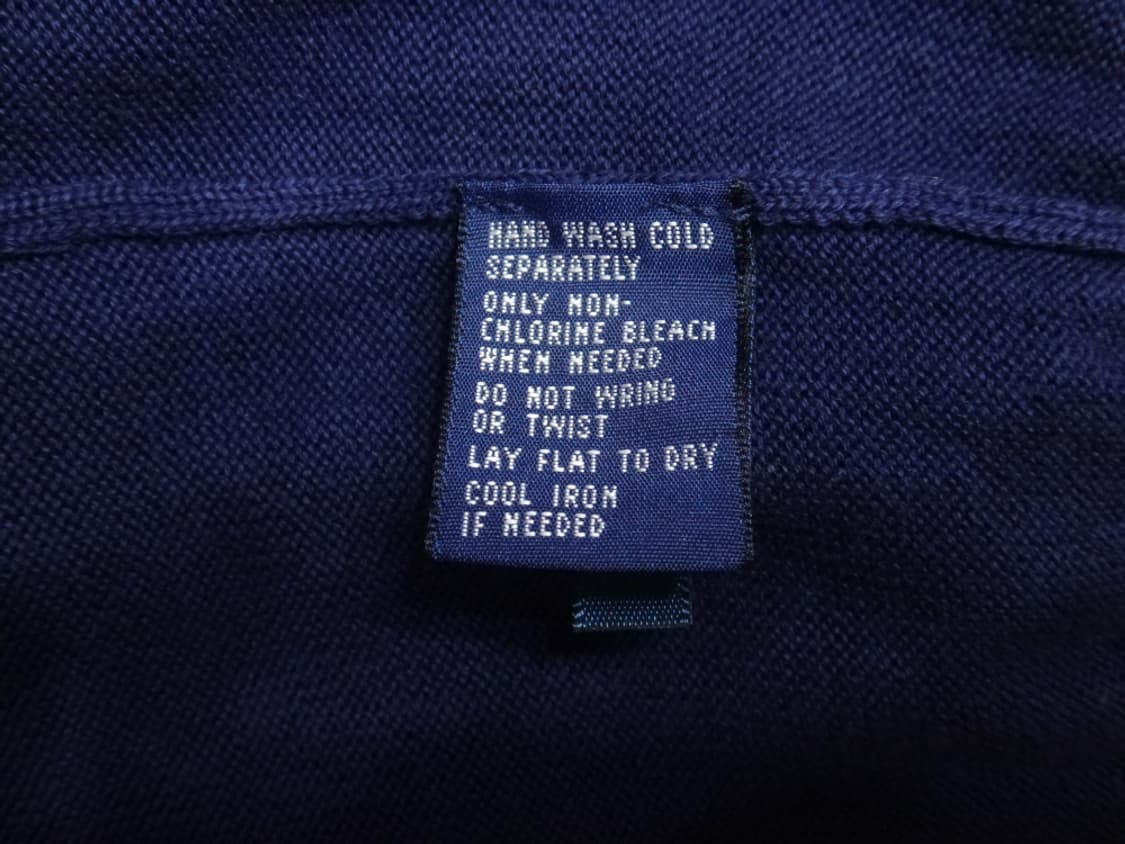 HAND WASH COLD
SEPARATELY
ONLY NON-
CHLORINE BLEACH
WHEN NEEDED
DO NOT WRING
OR TWIST
LAY FLAT TO DRY
COOL IRON
IF NEEDED